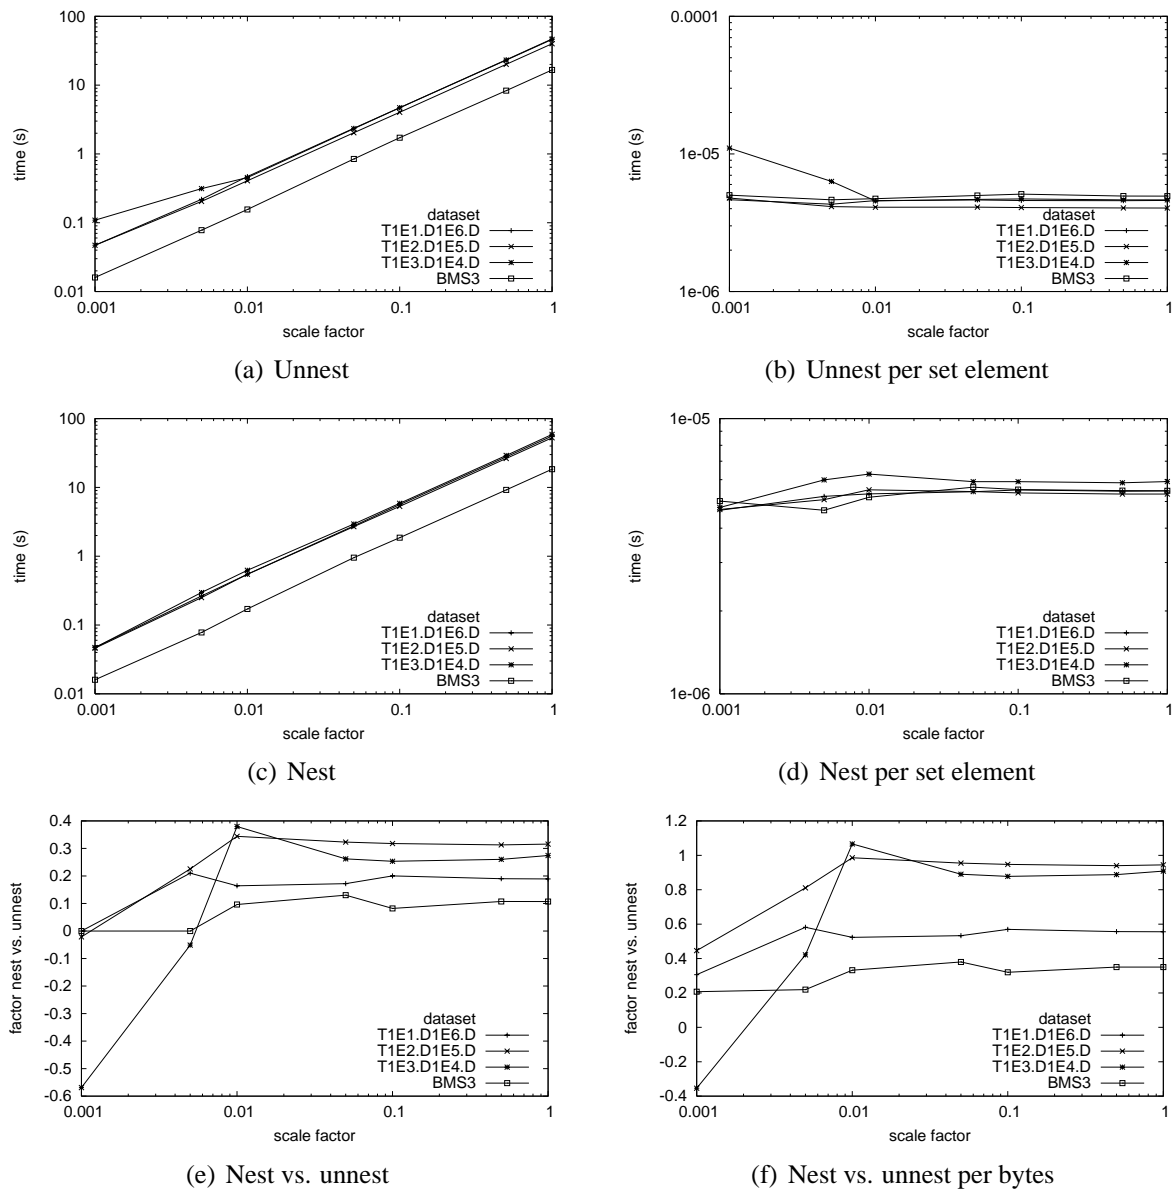 100
10
1
0.1
0.01
time (s)
0.001
0.01
0.1
1
scale factor
dataset
T1E1.D1E6.D
T1E2.D1E5.D
T1E3.D1E4.D
BMS3
(a) Unnest
0.0001
1e-05
1e-06
time (s)
0.001
0.01
0.1
1
scale factor
dataset
T1E1.D1E6.D
T1E2.D1E5.D
T1E3.D1E4.D
BMS3
(b) Unnest per set element
100
10
1
0.1
0.01
time (s)
0.001
0.01
0.1
1
scale factor
dataset
T1E1.D1E6.D
T1E2.D1E5.D
T1E3.D1E4.D
BMS3
(c) Nest
1e-05
1e-06
time (s)
0.001
0.01
0.1
1
scale factor
dataset
T1E1.D1E6.D
T1E2.D1E5.D
T1E3.D1E4.D
BMS3
(d) Nest per set element
0.4
0.3
0.2
0.1
0
-0.1
-0.2
-0.3
-0.4
-0.5
-0.6
factor nest vs. unnest
0.001
0.01
0.1
1
scale factor
dataset
T1E1.D1E6.D
T1E2.D1E5.D
T1E3.D1E4.D
BMS3
(e) Nest vs. unnest
1.2
1
0.8
0.6
0.4
0.2
0
-0.2
-0.4
factor nest vs. unnest
0.001
0.01
0.1
1
scale factor
dataset
T1E1.D1E6.D
T1E2.D1E5.D
T1E3.D1E4.D
BMS3
(f) Nest vs. unnest per bytes